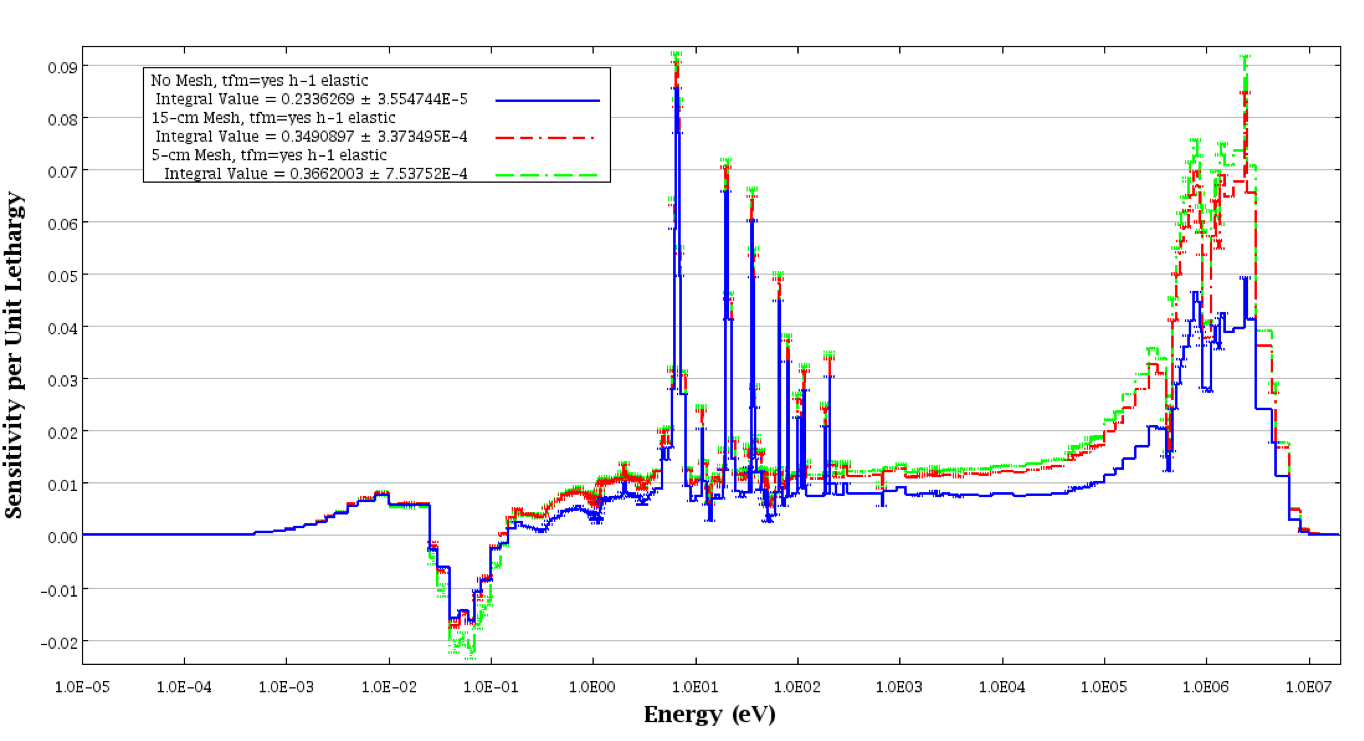 No Mesh, tfm=yes h-1 elastic
Integral Value = 0.2336269 ± 3.554744E-5
15-cm Mesh, tfm=yes h-1 elastic
Integral Value = 0.3490897 ± 3.373495E-4
5-cm Mesh, tfm=yes h-1 elastic
Integral Value = 0.3662003 ± 7.53752E-4
Sensitivity per Unit Lethargy
0.09
0.08
0.07
0.06
0.05
0.04
0.03
0.02
0.01
0.00
-0.01
-0.02
1.0E-05 1.0E-04 1.0E-03 1.0E-02 1.0E-01 1.0E00 1.0E01 1.0E02 1.0E03 1.0E04 1.0E05 1.0E06 1.0E07
Energy (eV)